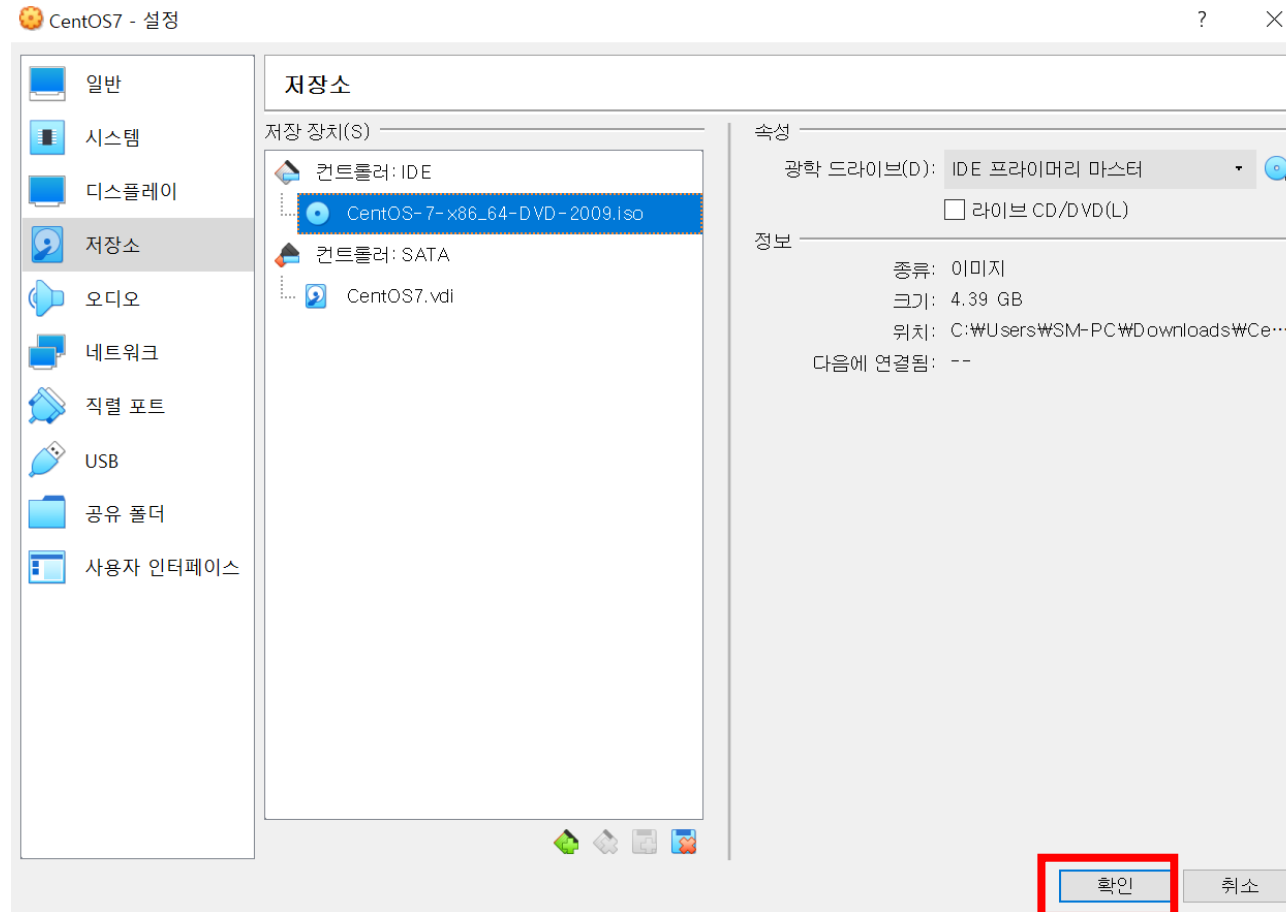 CentOS7 - 설정
?
일반
시스템
디스플레이
저장소
오디오
네트워크
직렬 포트
USB
공유 폴더
사용자 인터페이스
저장소
저장 장치(S)
컨트롤러: IDE
CentOS-7-x86_64-DVD-2009.iso
컨트롤러: SATA
CentOS7.vdi
속성
광학 드라이브(D): IDE 프라이머리 마스터
라이브 CD/DVD(L)
정보
종류: 이미지
크기: 4.39 GB
위치: C:₩Users₩SM-PC₩Downloads₩Ce⋯
다음에 연결됨: --
확인
취소